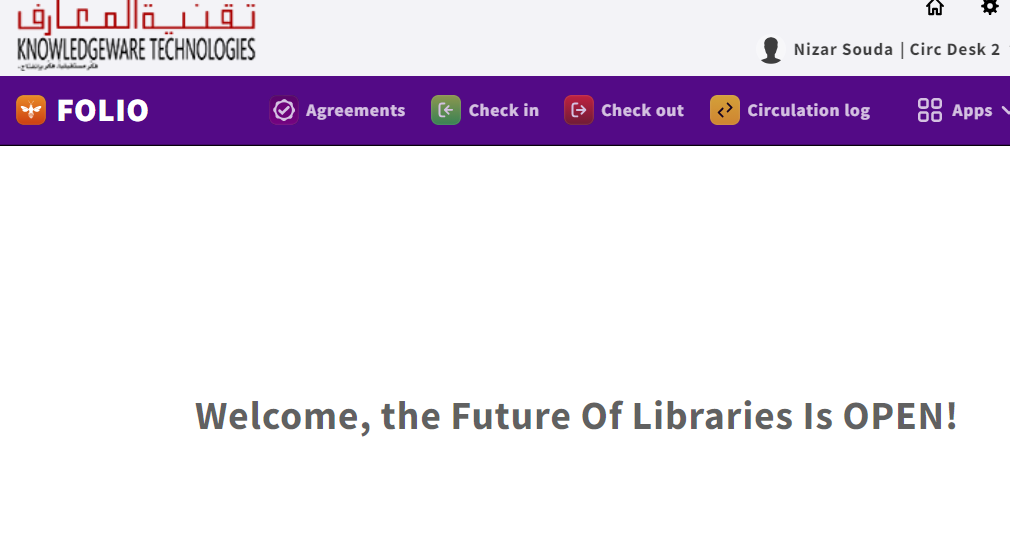 تقنية المعارف
KNOWLEDGEWARE TECHNOLOGIES
Nizar Souda | Circ Desk 2
FOLIO
Agreements
Check in
Check out
Circulation log
Apps
Welcome, the Future Of Libraries Is OPEN!